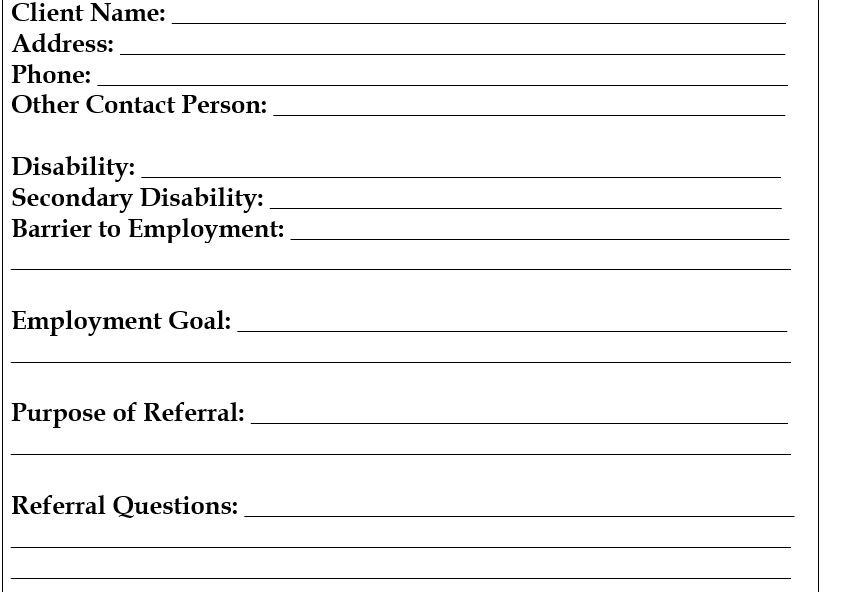 Client Name:
Address:
Phone:
Other Contact Person:
Disability:
Secondary Disability:
Barrier to Employment:
Employment Goal:
Purpose of Referral:
Referral Questions: